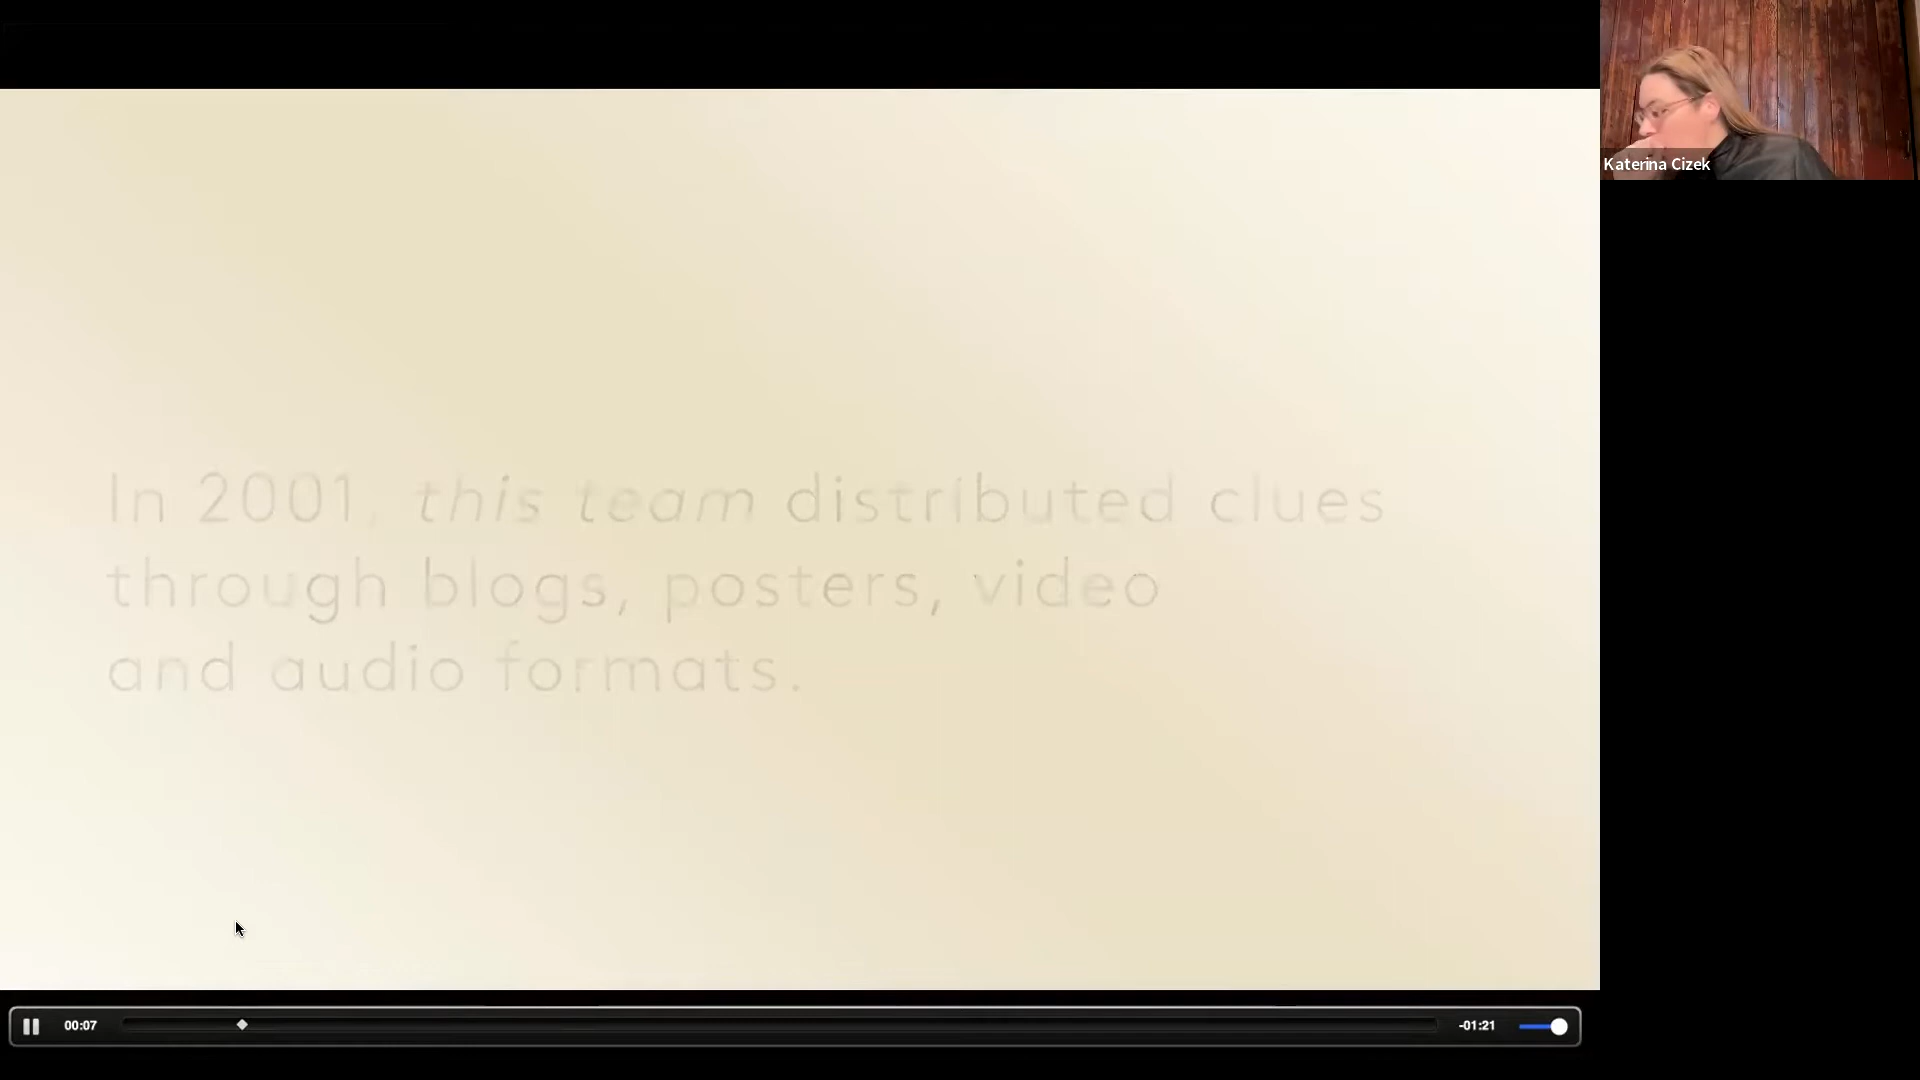 Katerina Cizek
In 2001, this team distributed clues
through blogs, posters, video
and audio formats.
00:07
-01:21